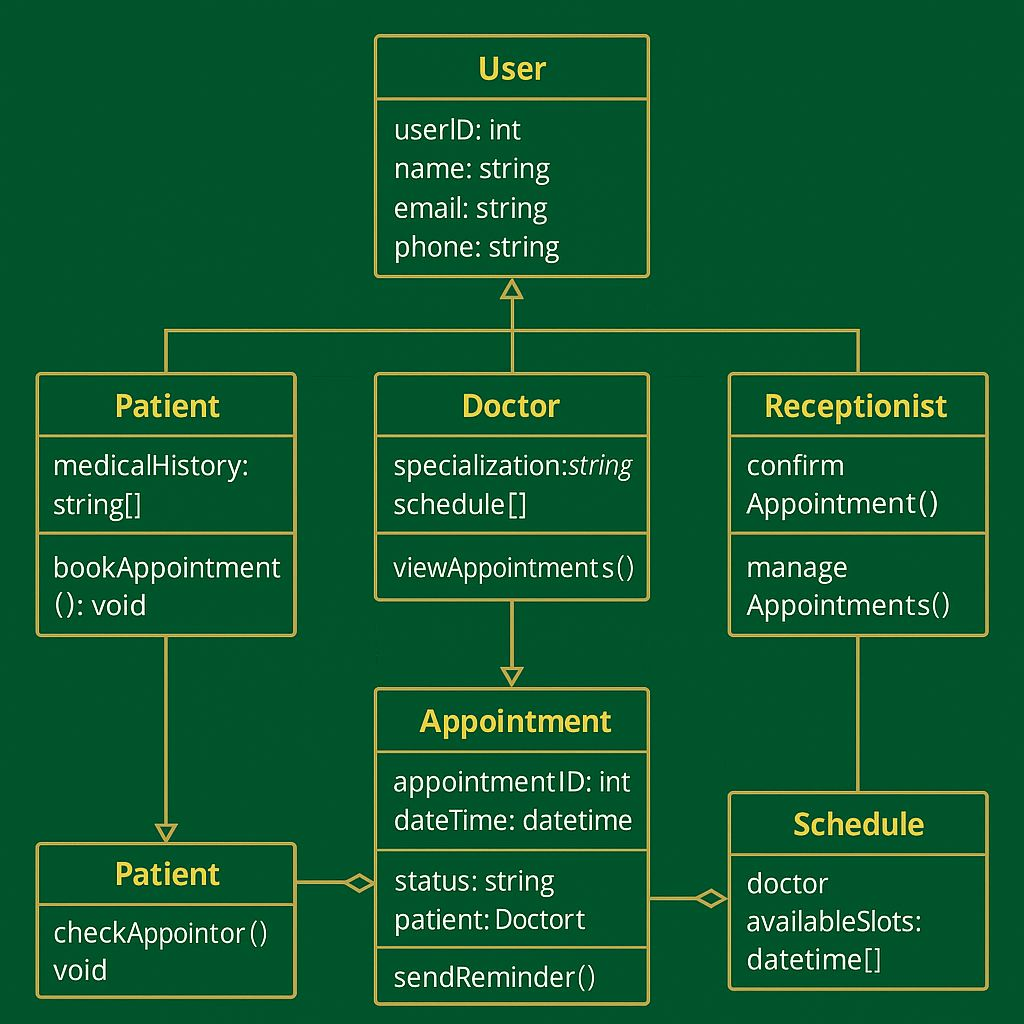 User
userID: int
name: string
email: string
phone: string
Patient
medicalHistory:
string[]
bookAppointment
(): void
Doctor
specialization:string
schedule[]
viewAppointments()
Receptionist
confirm
Appointment()
manage
Appointments()
Patient
checkAppointor()
void
Appointment
appointmentID: int
dateTime: datetime
status: string
patient: Doctort
sendReminder()
Schedule
doctor
availableSlots:
datetime[]